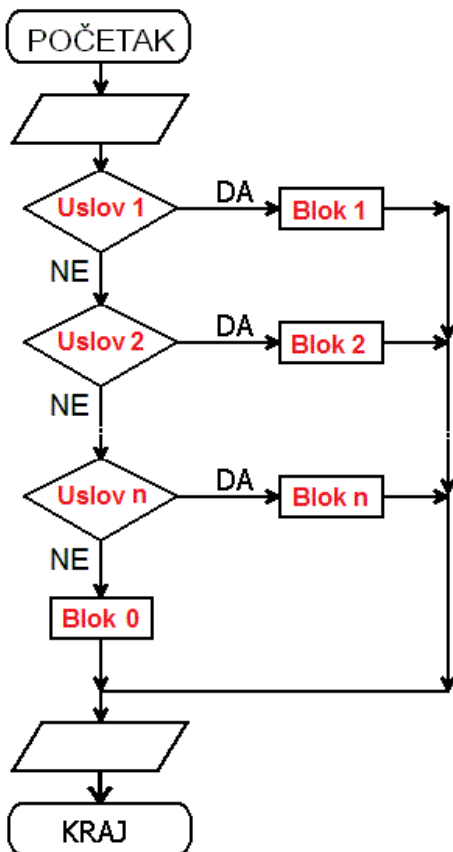 POČETAK
Uslov 1
DA
Blok 1
NE
Uslov 2
DA
Blok 2
NE
Uslov n
DA
Blok n
NE
Blok 0
KRAJ